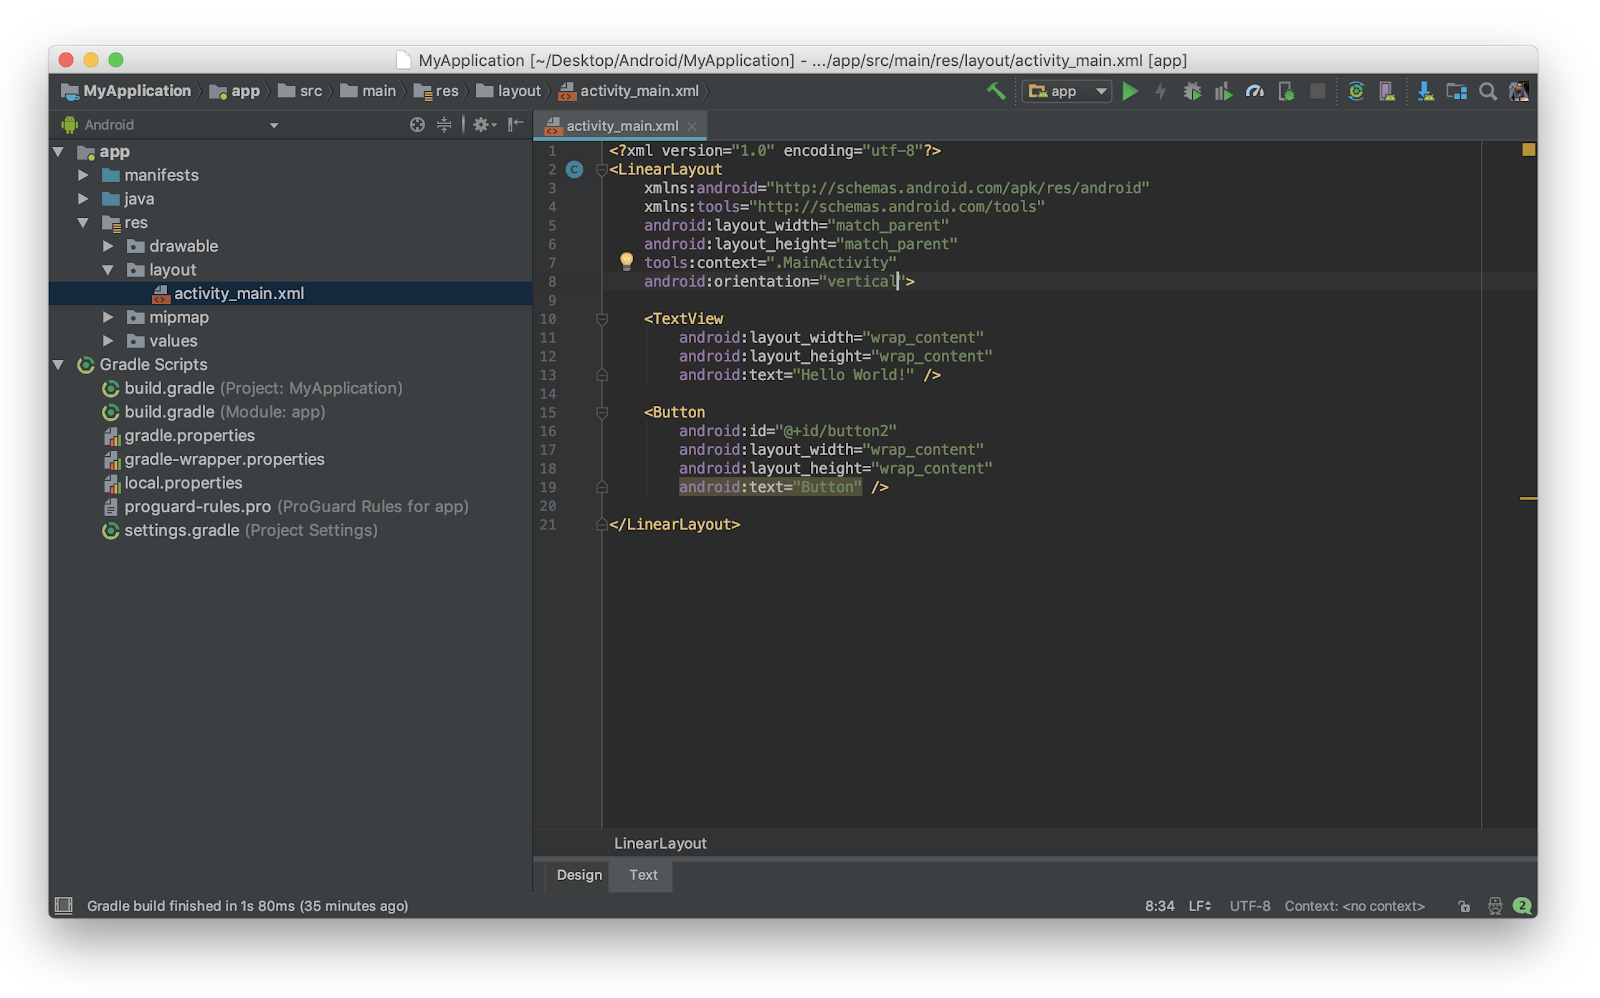 MyApplication [~/Desktop/Android/MyApplication] - .../app/src/main/res/layout/activity_main.xml [app]
MyApplication app src main res layout activity_main.xml app
Android
activity_main.xml
app
manifests
java
res
drawable
layout
activity_main.xml
mipmap
values
Gradle Scripts
build.gradle (Project: MyApplication)
build.gradle (Module: app)
gradle.properties
gradle-wrapper.properties
local.properties
proguard-rules.pro (ProGuard Rules for app)
settings.gradle (Project Settings)
1 <?xml version="1.0" encoding="utf-8"?>
2 C <LinearLayout
3 xmlns:android="http://schemas.android.com/apk/res/android"
4 xmlns:tools="http://schemas.android.com/tools"
5 android:layout_width="match_parent"
6 android:layout_height="match_parent"
7 tools:context=".MainActivity"
8 android:orientation="vertical">
9
10 <TextView
11 android:layout_width="wrap_content"
12 android:layout_height="wrap_content"
13 android:text="Hello World!" />
14
15 <Button
16 android:id="@+id/button2"
17 android:layout_width="wrap_content"
18 android:layout_height="wrap_content"
19 android:text="Button" />
20
21 </LinearLayout>
LinearLayout
Design Text
Gradle build finished in 1s 80ms (35 minutes ago) 8:34 LF UTF-8 Context: <no context> 2